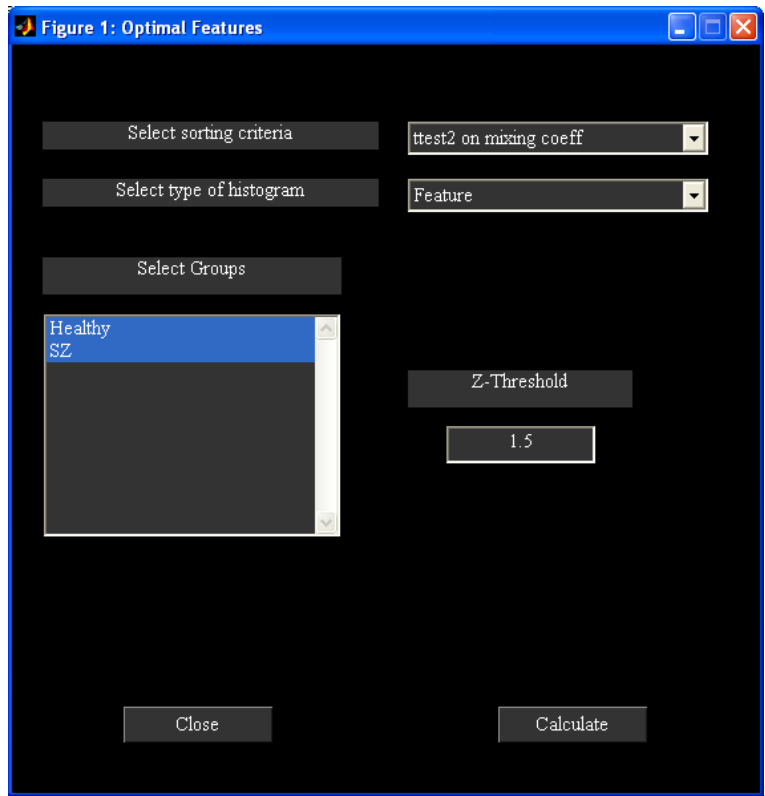 Figure 1: Optimal Features
Select sorting criteria
ttest2 on mixing coeff
Select type of histogram
Feature
Select Groups
Healthy
SZ
Z-Threshold
1.5
Close
Calculate